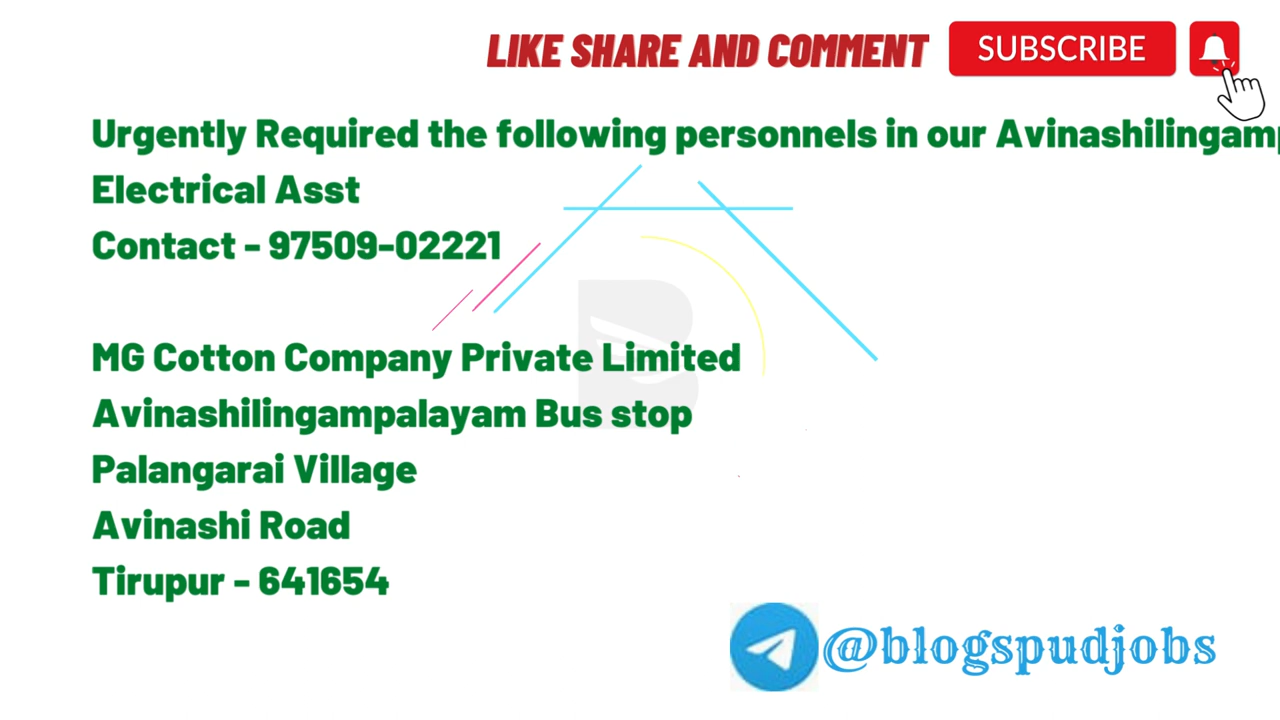 LIKE SHARE AND COMMENT
SUBSCRIBE
Urgently Required the following personnels in our Avinashilingamp
Electrical Asst
Contact - 97509-02221
MG Cotton Company Private Limited
Avinashilingampalayam Bus stop
Palangarai Village
Avinashi Road
Tirupur - 641654
@blogspudjobs